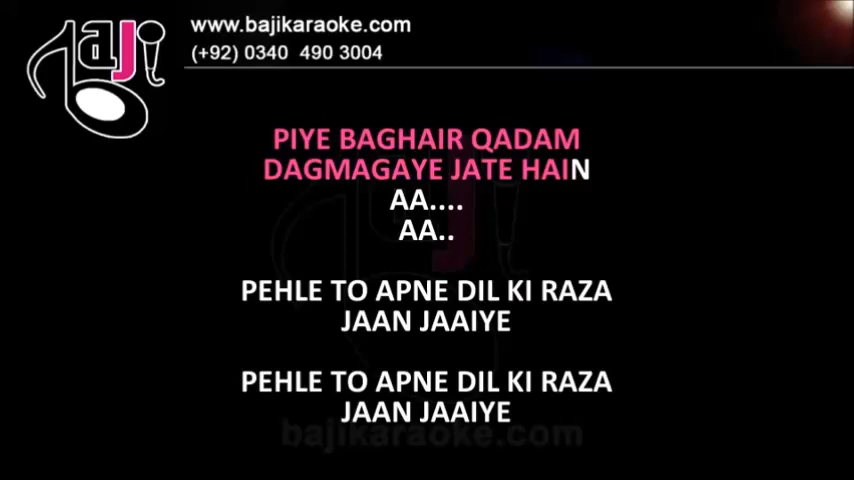 www.bajikaraoke.com
(+92) 0340 490 3004
aji
PIYE BAGHAIR QADAM
DAGMAGAYE JATE HAIN
AA....
AA..
PEHLE TO APNE DIL KI RAZA
JAAN JAAIYE
PEHLE TO APNE DIL KI RAZA
JAAN JAAIYE
bajikaraoke.com